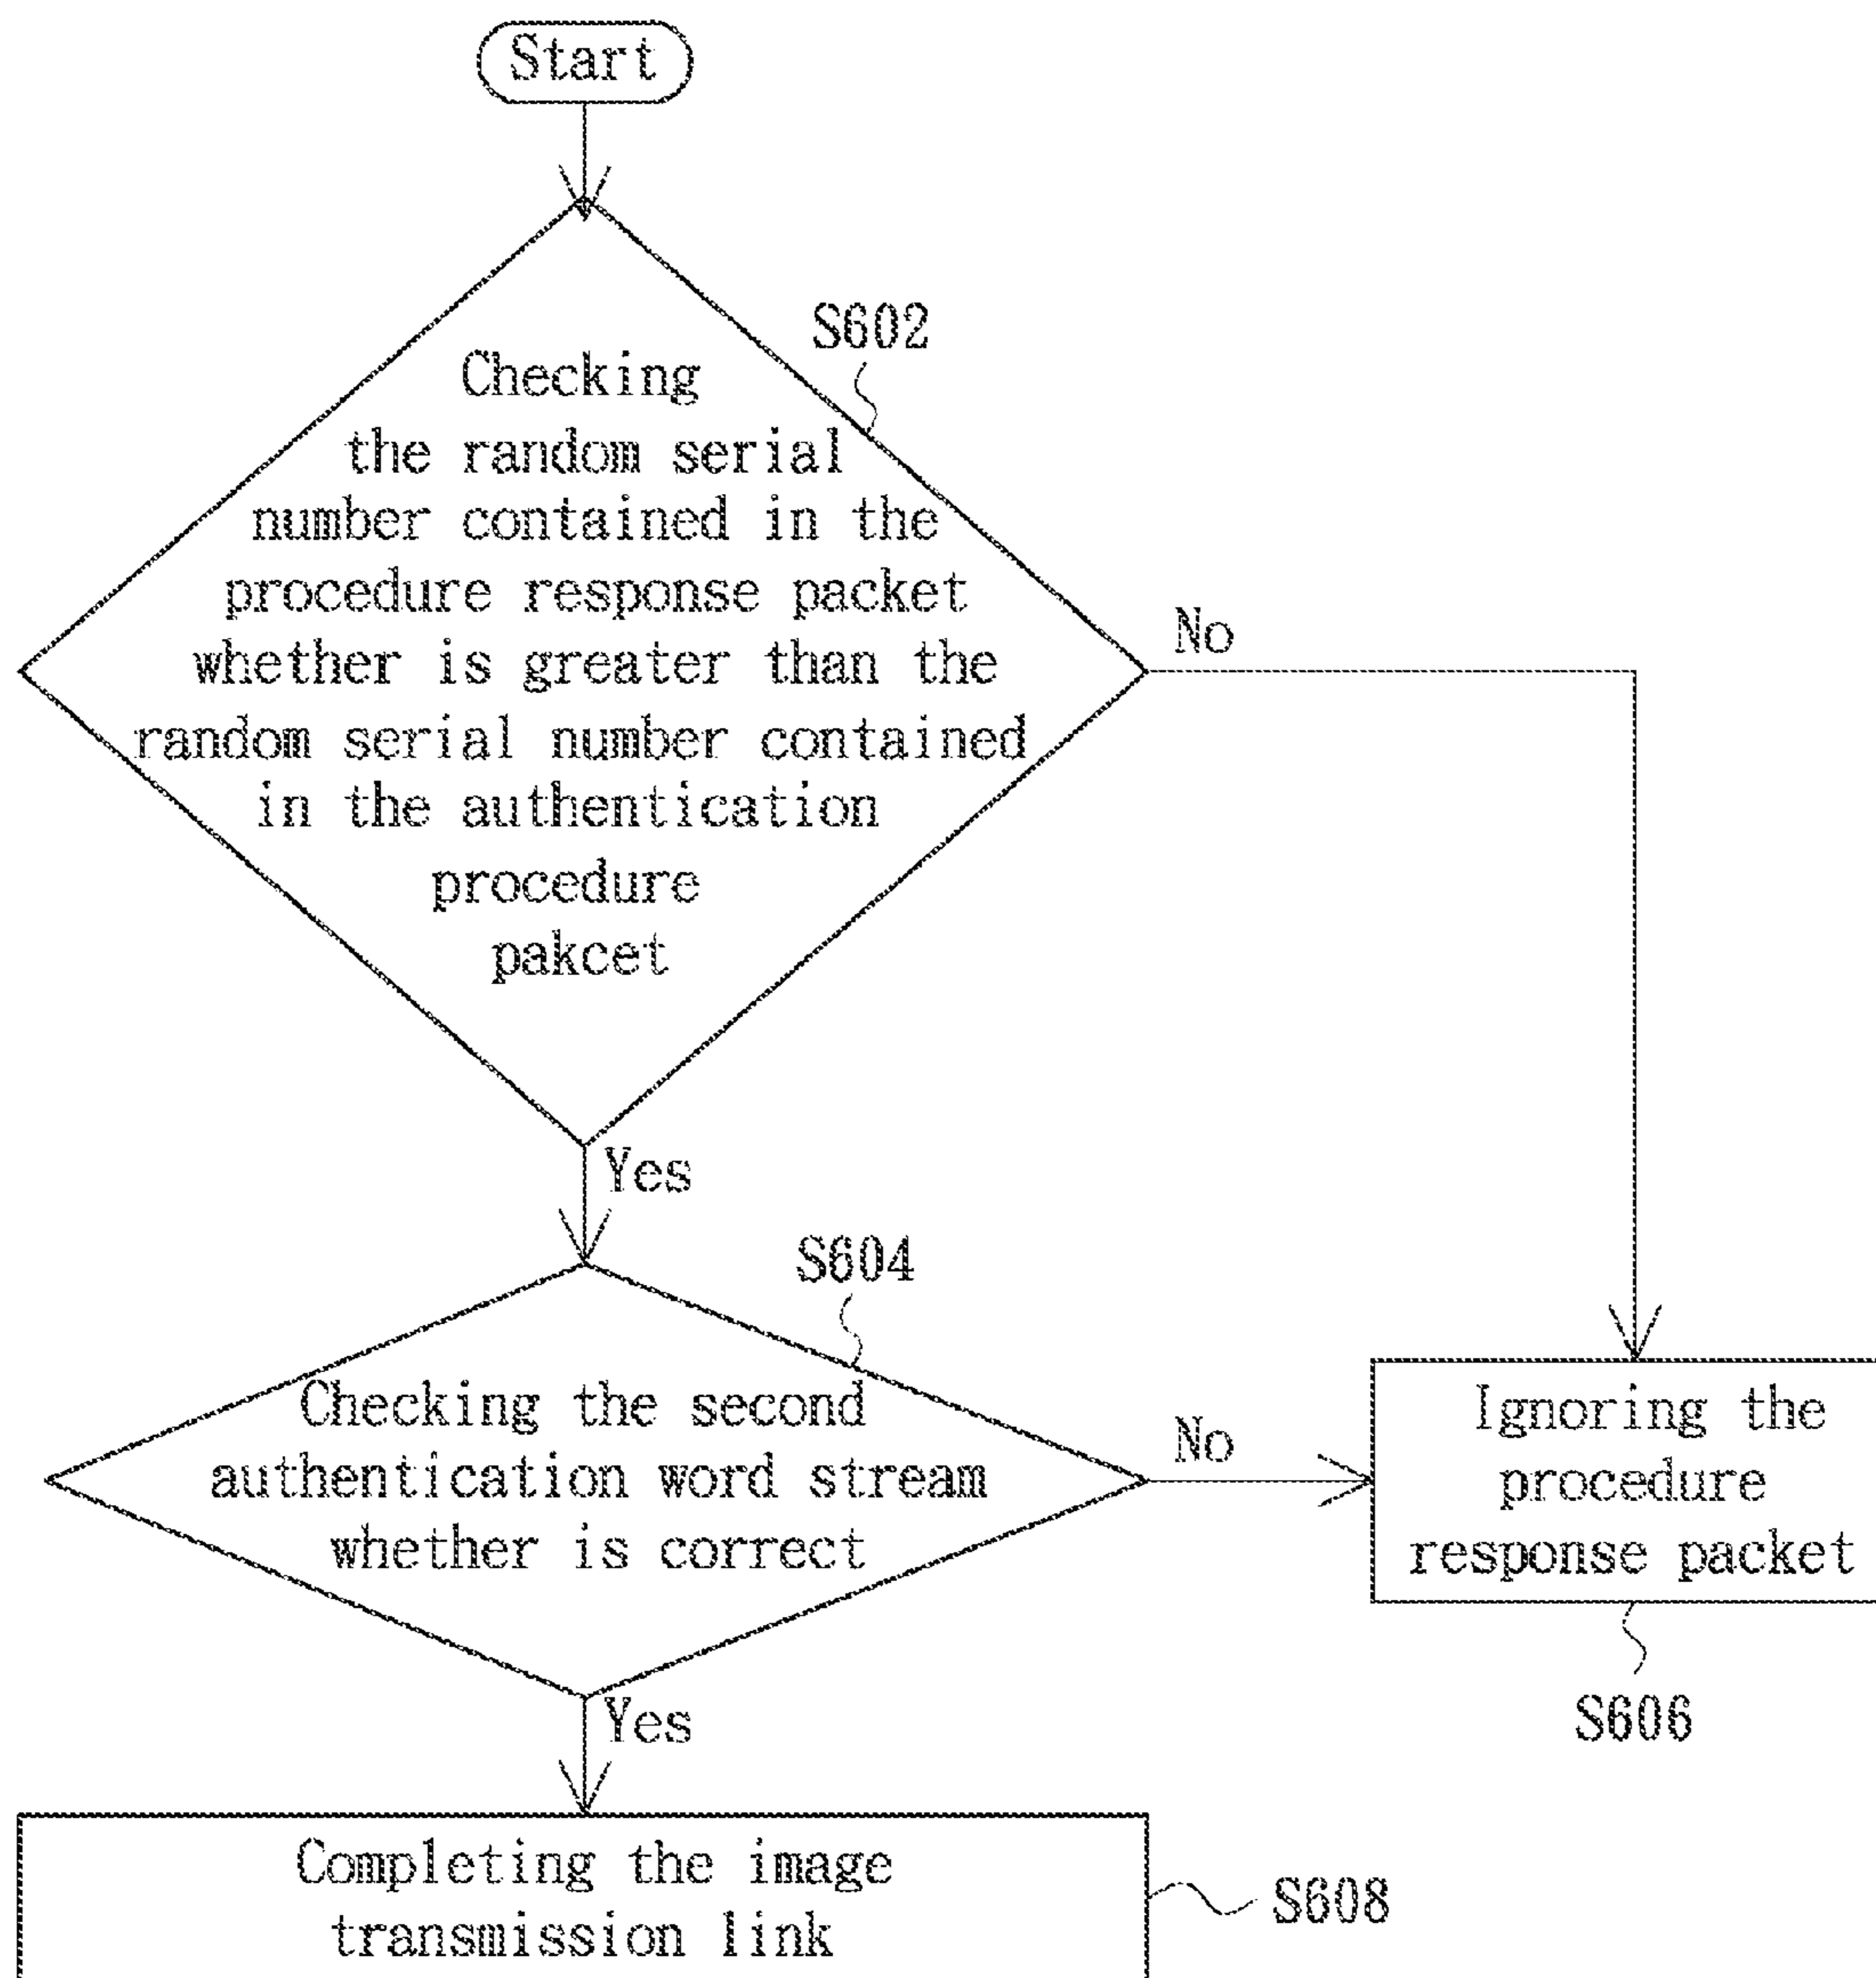 Start
S602
Checking
the random serial
number contained in the
procedure response packet
whether is greater than the
random serial number contained
in the authentication
procedure
pakcet
No
Yes
S604
Checking the second
authentication word stream
whether is correct
No
Ignoring the
procedure
response packet
S606
Yes
Completing the image
transmission link
S608